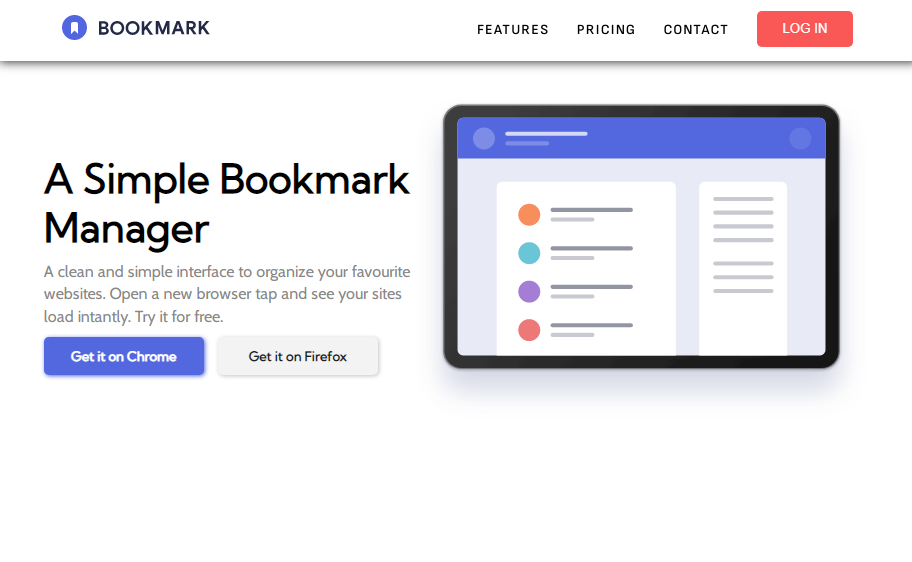 BOOKMARK
FEATURES PRICING CONTACT LOG IN
A Simple Bookmark
Manager
A clean and simple interface to organize your favourite
websites. Open a new browser tap and see your sites
load intantly. Try it for free.
Get it on Chrome Get it on Firefox